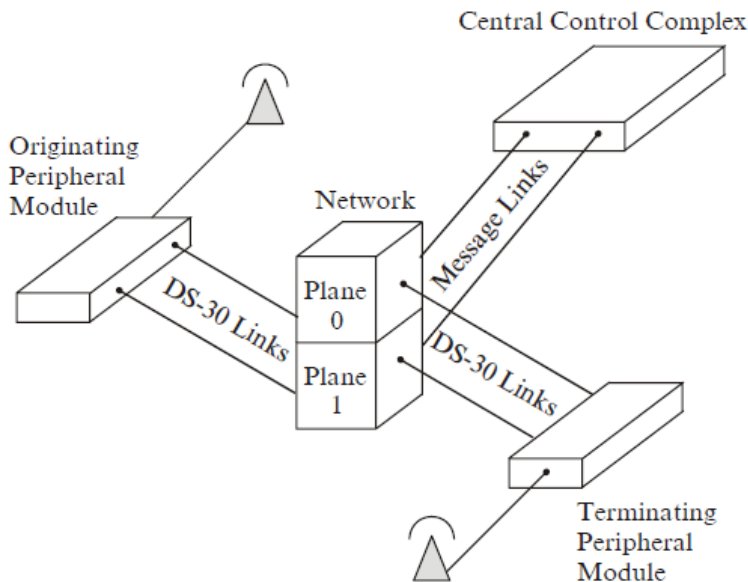 Central Control Complex
Originating
Peripheral
Module
Network
Message Links
Plane
0
DS-30 Links
DS-30 Links
Plane
1
Terminating
Peripheral
Module